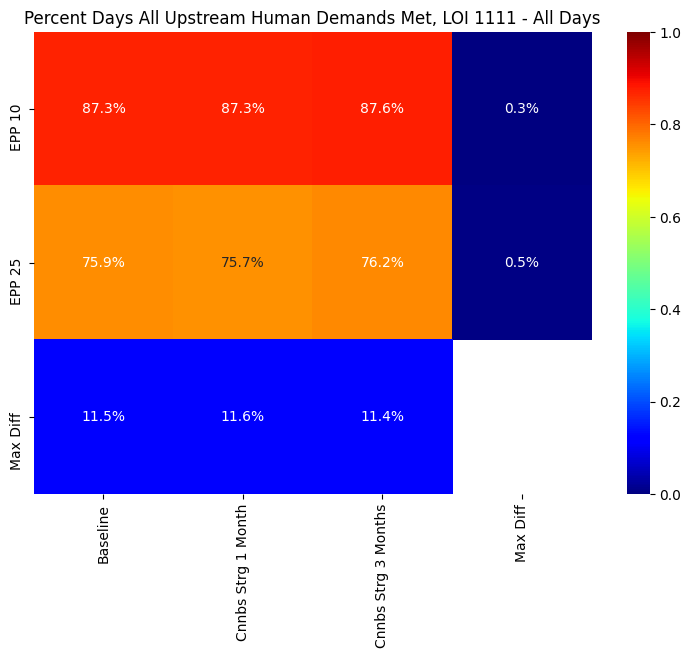 Percent Days All Upstream Human Demands Met, LOI 1111 - All Days
EPP 10
87.3% 87.3% 87.6% 0.3%
EPP 25
75.9% 75.7% 76.2% 0.5%
Max Diff
11.5% 11.6% 11.4%
Baseline
Cnnbs Strg 1 Month
Cnnbs Strg 3 Months
Max Diff
1.0
0.8
0.6
0.4
0.2
0.0